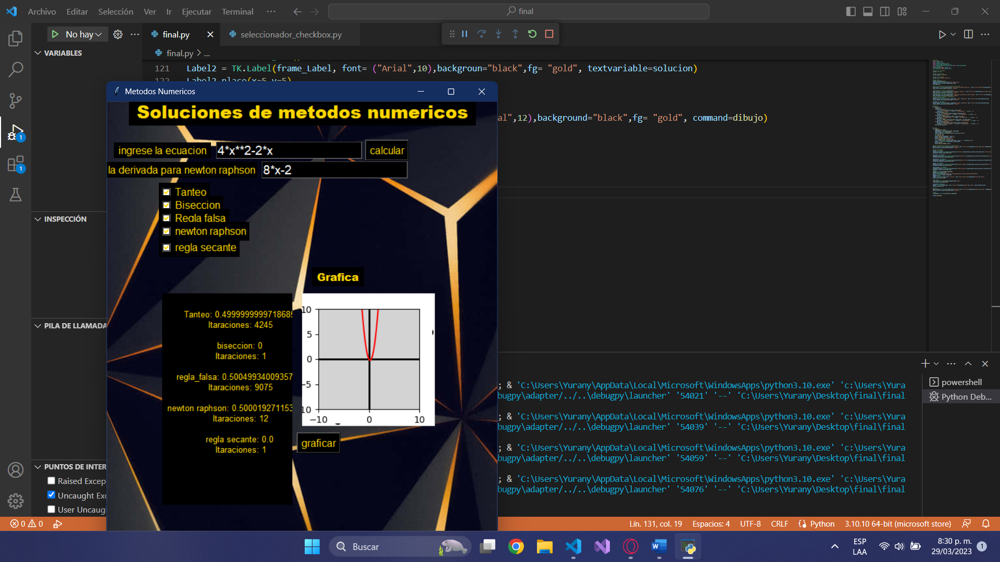 Archivo Editar Selección Ver Ir Ejecutar Terminal ··· final
No hay ··· final.py seleccionador_checkbox.py
VARIABLES
final.py > ...
121 Label2 = TK.Label(frame_Label, font= ("Arial",10),backgroun="black",fg= "gold", textvariable=solucion)
122 Label2.place(x=5,y=5)
al",12),background="black",fg= "gold", command=dibujo)
Metodos Numericos
Soluciones de metodos numericos
ingrese la ecuacion 4*x**2-2*x calcular
la derivada para newton raphson 8*x-2
Tanteo
Biseccion
Regla falsa
newton raphson
regla secante
Grafica
Tanteo: 0.499999999971868
Itaraciones: 4245
biseccion: 0
Itaraciones: 1
regla_falsa: 0.50049934009357
Itaraciones: 9075
newton raphson: 0.500019271153
Itaraciones: 12
regla secante: 0.0
Itaraciones: 1
10
5
0
-5
10
-10 0 10
graficar
INSPECCIÓN
PILA DE LLAMADA
PUNTOS DE INTER
Raised Excep
Uncaught Exc
User Uncaugh
; & 'C:\Users\Yurany\AppData\Local\Microsoft\WindowsApps\python3.10.exe' 'c:\Users\Yura
bugpy\adapter/../..\debugpy\launcher' '54021' '--' 'C:\Users\Yurany\Desktop\final\final
; & 'C:\Users\Yurany\AppData\Local\Microsoft\WindowsApps\python3.10.exe' 'c:\Users\Yura
bugpy\adapter/../..\debugpy\launcher' '54039' '--' 'C:\Users\Yurany\Desktop\final\final
; & 'C:\Users\Yurany\AppData\Local\Microsoft\WindowsApps\python3.10.exe' 'c:\Users\Yura
bugpy\adapter/../..\debugpy\launcher' '54059' '--' 'C:\Users\Yurany\Desktop\final\final
; & 'C:\Users\Yurany\AppData\Local\Microsoft\WindowsApps\python3.10.exe' 'c:\Users\Yura
bugpy\adapter/../..\debugpy\launcher' '54076' '--' 'C:\Users\Yurany\Desktop\final\final
powershell
Python Deb...
1
1
0 0 Lín. 131, col. 19 Espacios: 4 UTF-8 CRLF Python 3.10.10 64-bit (microsoft store)
Buscar
ESP
LAA
8:30 p. m.
29/03/2023
1